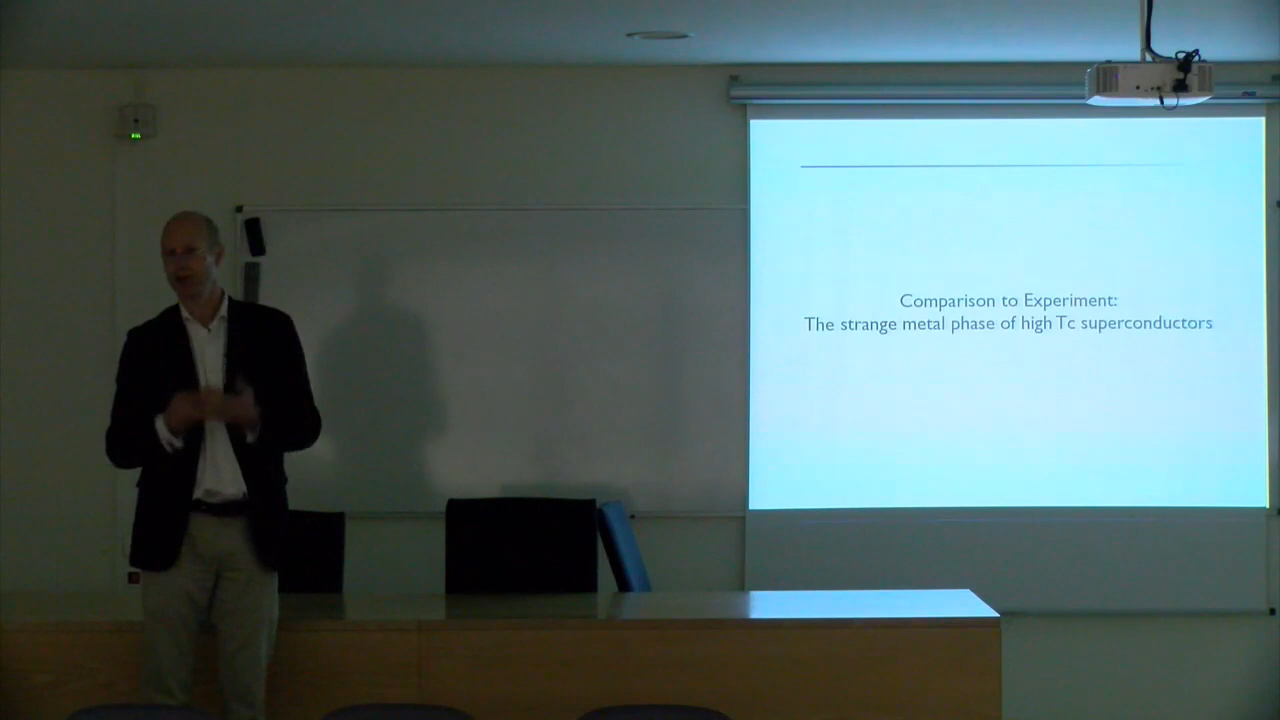 Comparison to Experiment:
The strange metal phase of high Tc superconductors